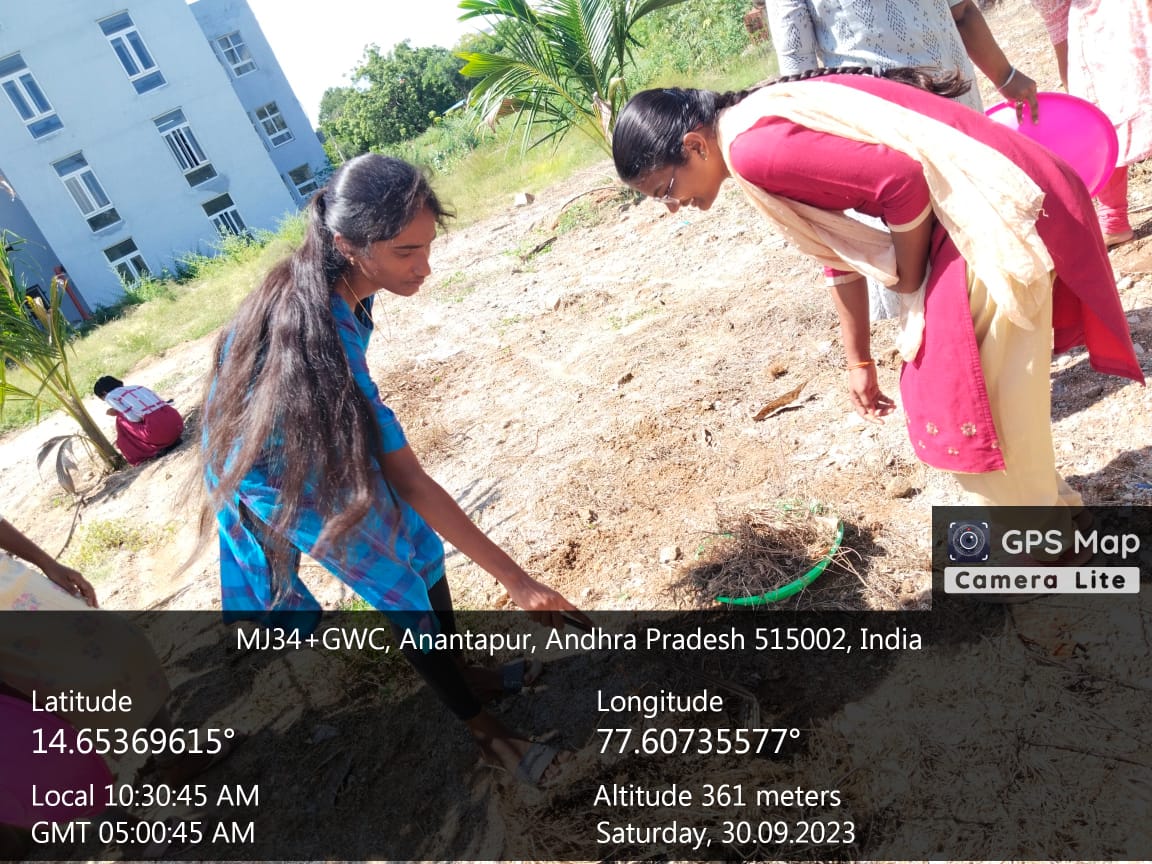 GPS Map
Camera Lite
MJ34+GWC, Anantapur, Andhra Pradesh 515002, India
Latitude
14.65369615°
Longitude
77.60735577°
Local 10:30:45 AM
GMT 05:00:45 AM
Altitude 361 meters
Saturday, 30.09.2023